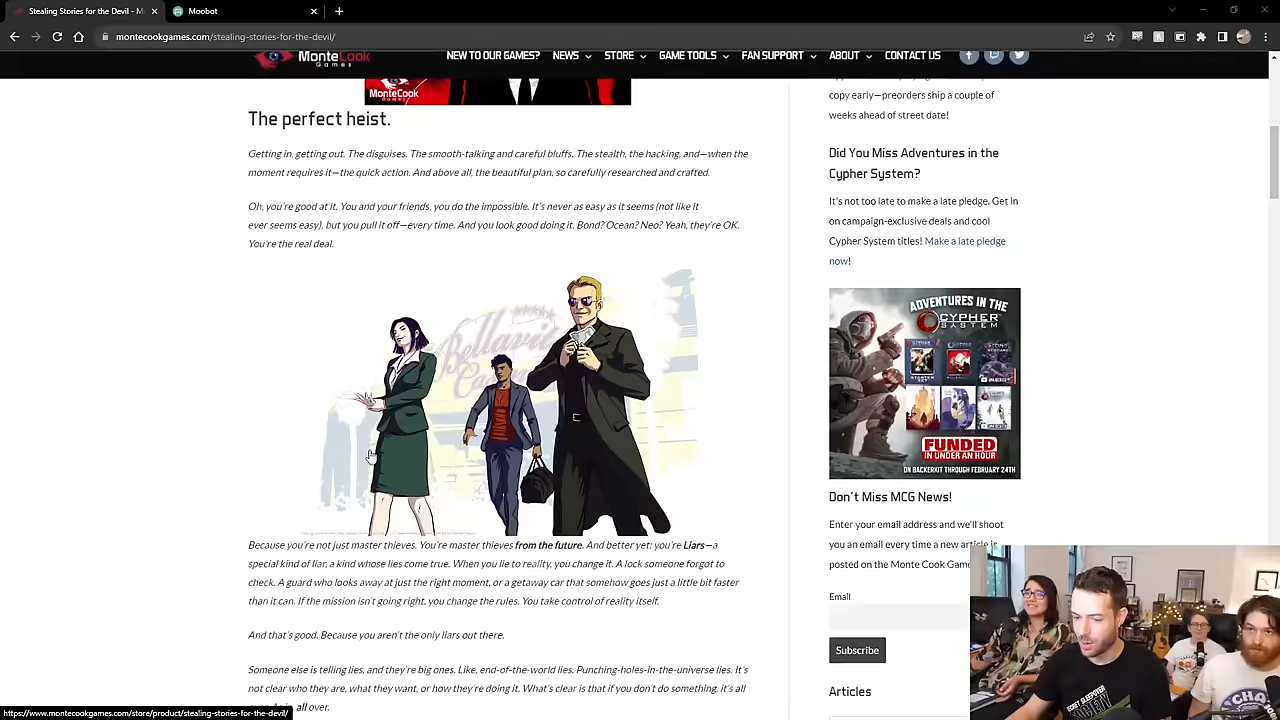 Stealing Stories for the Devil - M
Moobot
montecookgames.com/stealing-stories-for-the-devil/
MonteCook
Games
NEW TO OUR GAMES?
NEWS
STORE
GAME TOOLS
FAN SUPPORT
ABOUT
CONTACT US
MonteCook
Games
The perfect heist.
Getting in, getting out. The disguises. The smooth-talking and careful bluffs. The stealth, the hacking, and—when the
moment requires it—the quick action. And above all, the beautiful plan, so carefully researched and crafted.
Oh, you're good at it. You and your friends, you do the impossible. It's never as easy as it seems (not like it
ever seems easy), but you pull it off—every time. And you look good doing it. Bond? Ocean? Neo? Yeah, they're OK.
You're the real deal.
Because you're not just master thieves. You're master thieves from the future. And better yet: you're Liars—a
special kind of liar, a kind whose lies come true. When you lie to reality, you change it. A lock someone forgot to
check. A guard who looks away at just the right moment, or a getaway car that somehow goes just a little bit faster
than it can. If the mission isn't going right, you change the rules. You take control of reality itself.
And that's good. Because you aren't the only liars out there.
Someone else is telling lies, and they're big ones. Like, end-of-the-world lies. Punching-holes-in-the-universe lies. It's
not clear who they are, what they want, or how they're doing it. What's clear is that if you don't do something, it's all
all over.
https://www.montecookgames.com/store/product/stealing-stories-for-the-devil/
copy early—preorders ship a couple of
weeks ahead of street date!
Did You Miss Adventures in the
Cypher System?
It's not too late to make a late pledge. Get in
on campaign-exclusive deals and cool
Cypher System titles! Make a late pledge
now!
ADVENTURES IN THE
CYPHER
SYSTEM
STARTER
SET
UNLOCKED
FUNDED
IN UNDER AN HOUR
ON BACKERKIT THROUGH FEBRUARY 24TH
Don't Miss MCG News!
Enter your email address and we'll shoot
you an email every time a new article is
posted on the Monte Cook Gam
Email
Subscribe
Articles